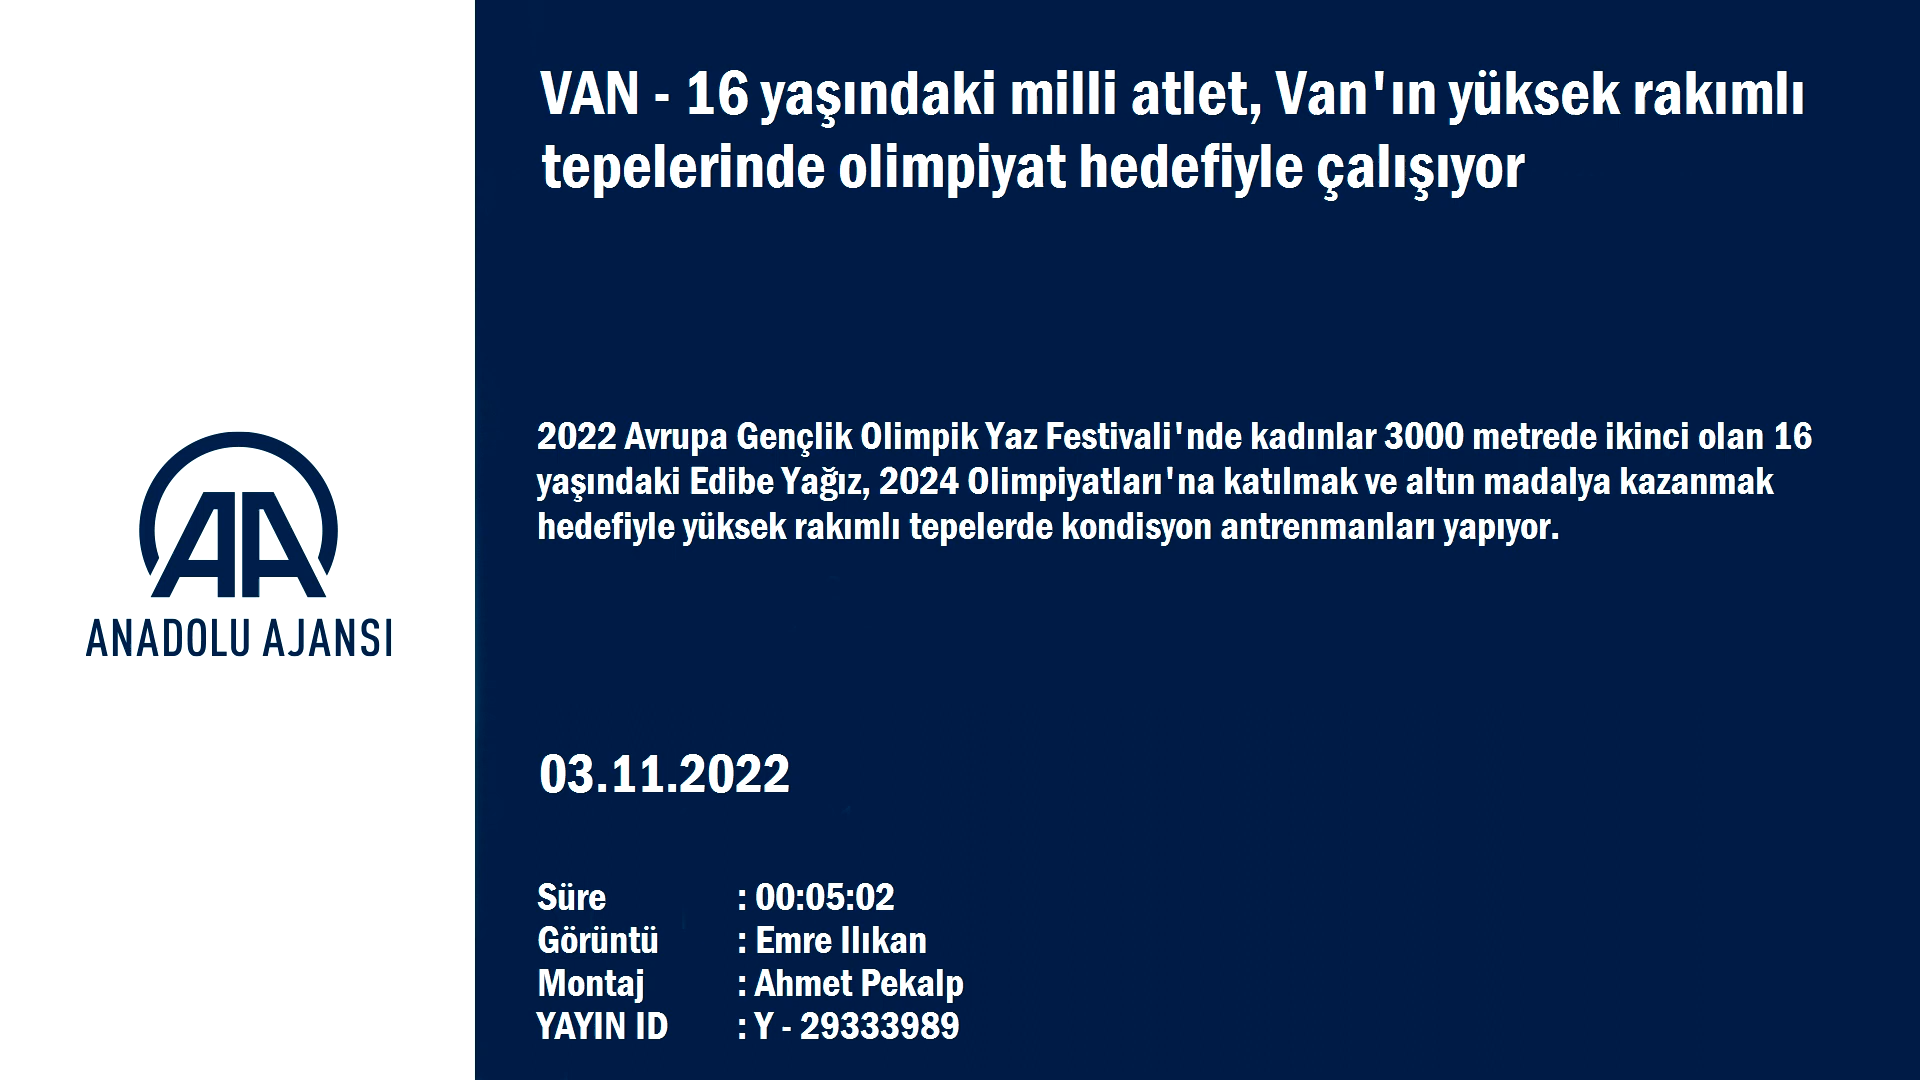 VAN - 16 yaşındaki milli atlet, Van'ın yüksek rakımlı
tepelerinde olimpiyat hedefiyle çalışıyor
2022 Avrupa Gençlik Olimpik Yaz Festivali'nde kadınlar 3000 metrede ikinci olan 16
yaşındaki Edibe Yağız, 2024 Olimpiyatları'na katılmak ve altın madalya kazanmak
hedefiyle yüksek rakımlı tepelerde kondisyon antrenmanları yapıyor.
AA
ANADOLU AJANSI
03.11.2022
Süre : 00:05:02
Görüntü : Emre Ilıkan
Montaj : Ahmet Pekalp
YAYIN ID : Y - 29333989